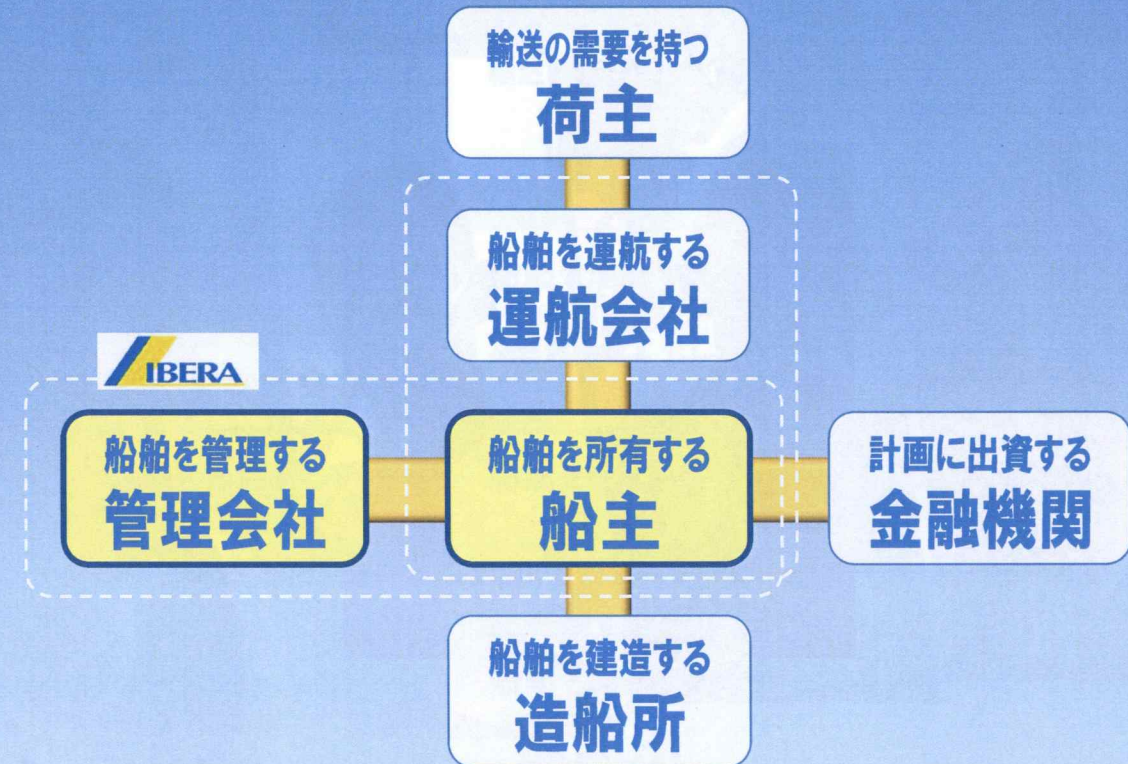 輸送の需要を持つ
荷主
船舶を運航する
運航会社
LIBERA
船舶を管理する
管理会社
船舶を所有する
船主
計画に出資する
金融機関
船舶を建造する
造船所